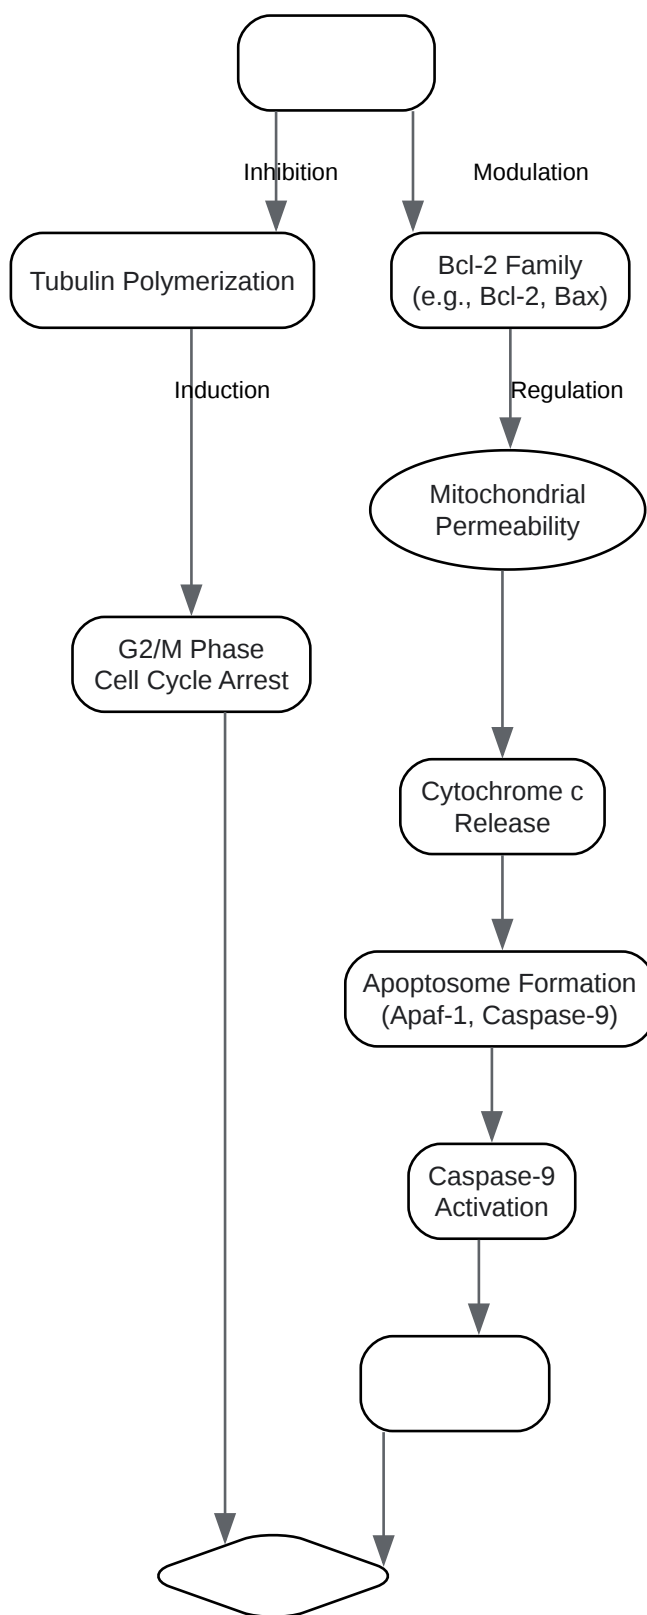 Inhibition
Modulation
Tubulin Polymerization
Bcl-2 Family
(e.g., Bcl-2, Bax)
Induction
Regulation
Mitochondrial
Permeability
G2/M Phase
Cell Cycle Arrest
Cytochrome c
Release
Apoptosome Formation
(Apaf-1, Caspase-9)
Caspase-9
Activation